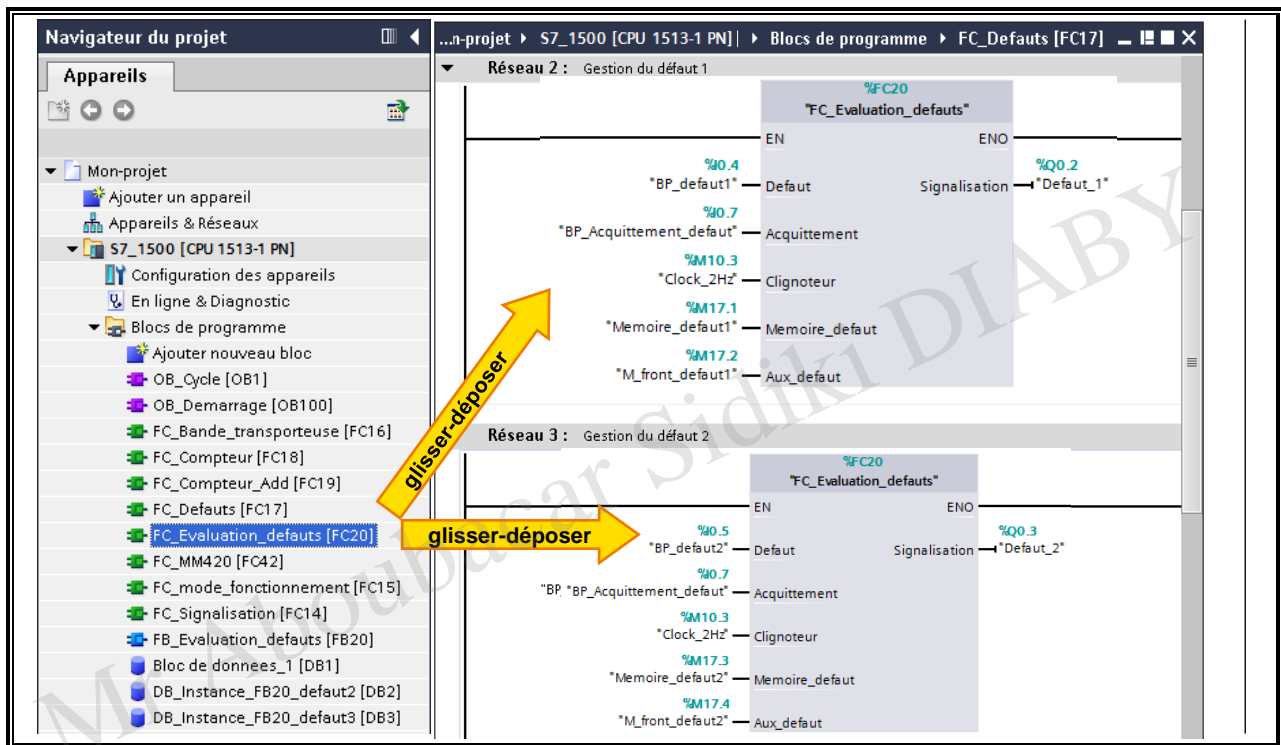 Navigateur du projet
Appareils
Mon-projet
Ajouter un appareil
Appareils & Réseaux
S7_1500 [CPU 1513-1 PN]
Configuration des appareils
En ligne & Diagnostic
Blocs de programme
Ajouter nouveau bloc
OB_Cycle [OB1]
OB_Demarrage [OB100]
FC_Bande_transporteuse [FC16]
FC_Compteur [FC18]
FC_Compteur_Add [FC19]
FC_Defauts [FC17]
FC_Evaluation_defauts [FC20]
FC_MM420 [FC42]
FC_mode_fonctionnement [FC15]
FC_Signalisation [FC14]
FB_Evaluation_defauts [FB20]
Bloc de donnees_1 [DB1]
DB_Instance_FB20_defaut2 [DB2]
DB_Instance_FB20_defaut3 [DB3]
glisser-déposer
glisser-déposer
...n-projet S7_1500 [CPU 1513-1 PN] Blocs de programme FC_Defauts [FC17]
Réseau 2 : Gestion du défaut 1
%FC20
"FC_Evaluation_defauts"
EN ENO
%I0.4 %Q0.2
"BP_defaut1" Defaut Signalisation "Defaut_1"
%I0.7
"BP_Acquittement_defaut" Acquittement
%M10.3
"Clock_2Hz" Clignoteur
%M17.1
"Memoire_defaut1" Memoire_defaut
%M17.2
"M_front_defaut1" Aux_defaut
Réseau 3 : Gestion du défaut 2
%FC20
"FC_Evaluation_defauts"
EN ENO
%I0.5 %Q0.3
"BP_defaut2" Defaut Signalisation "Defaut_2"
%I0.7
"BP "BP_Acquittement_defaut" Acquittement
%M10.3
"Clock_2Hz" Clignoteur
%M17.3
"Memoire_defaut2" Memoire_defaut
%M17.4
"M_front_defaut2" Aux_defaut
Mr Aboubacar Sidiki DIABY